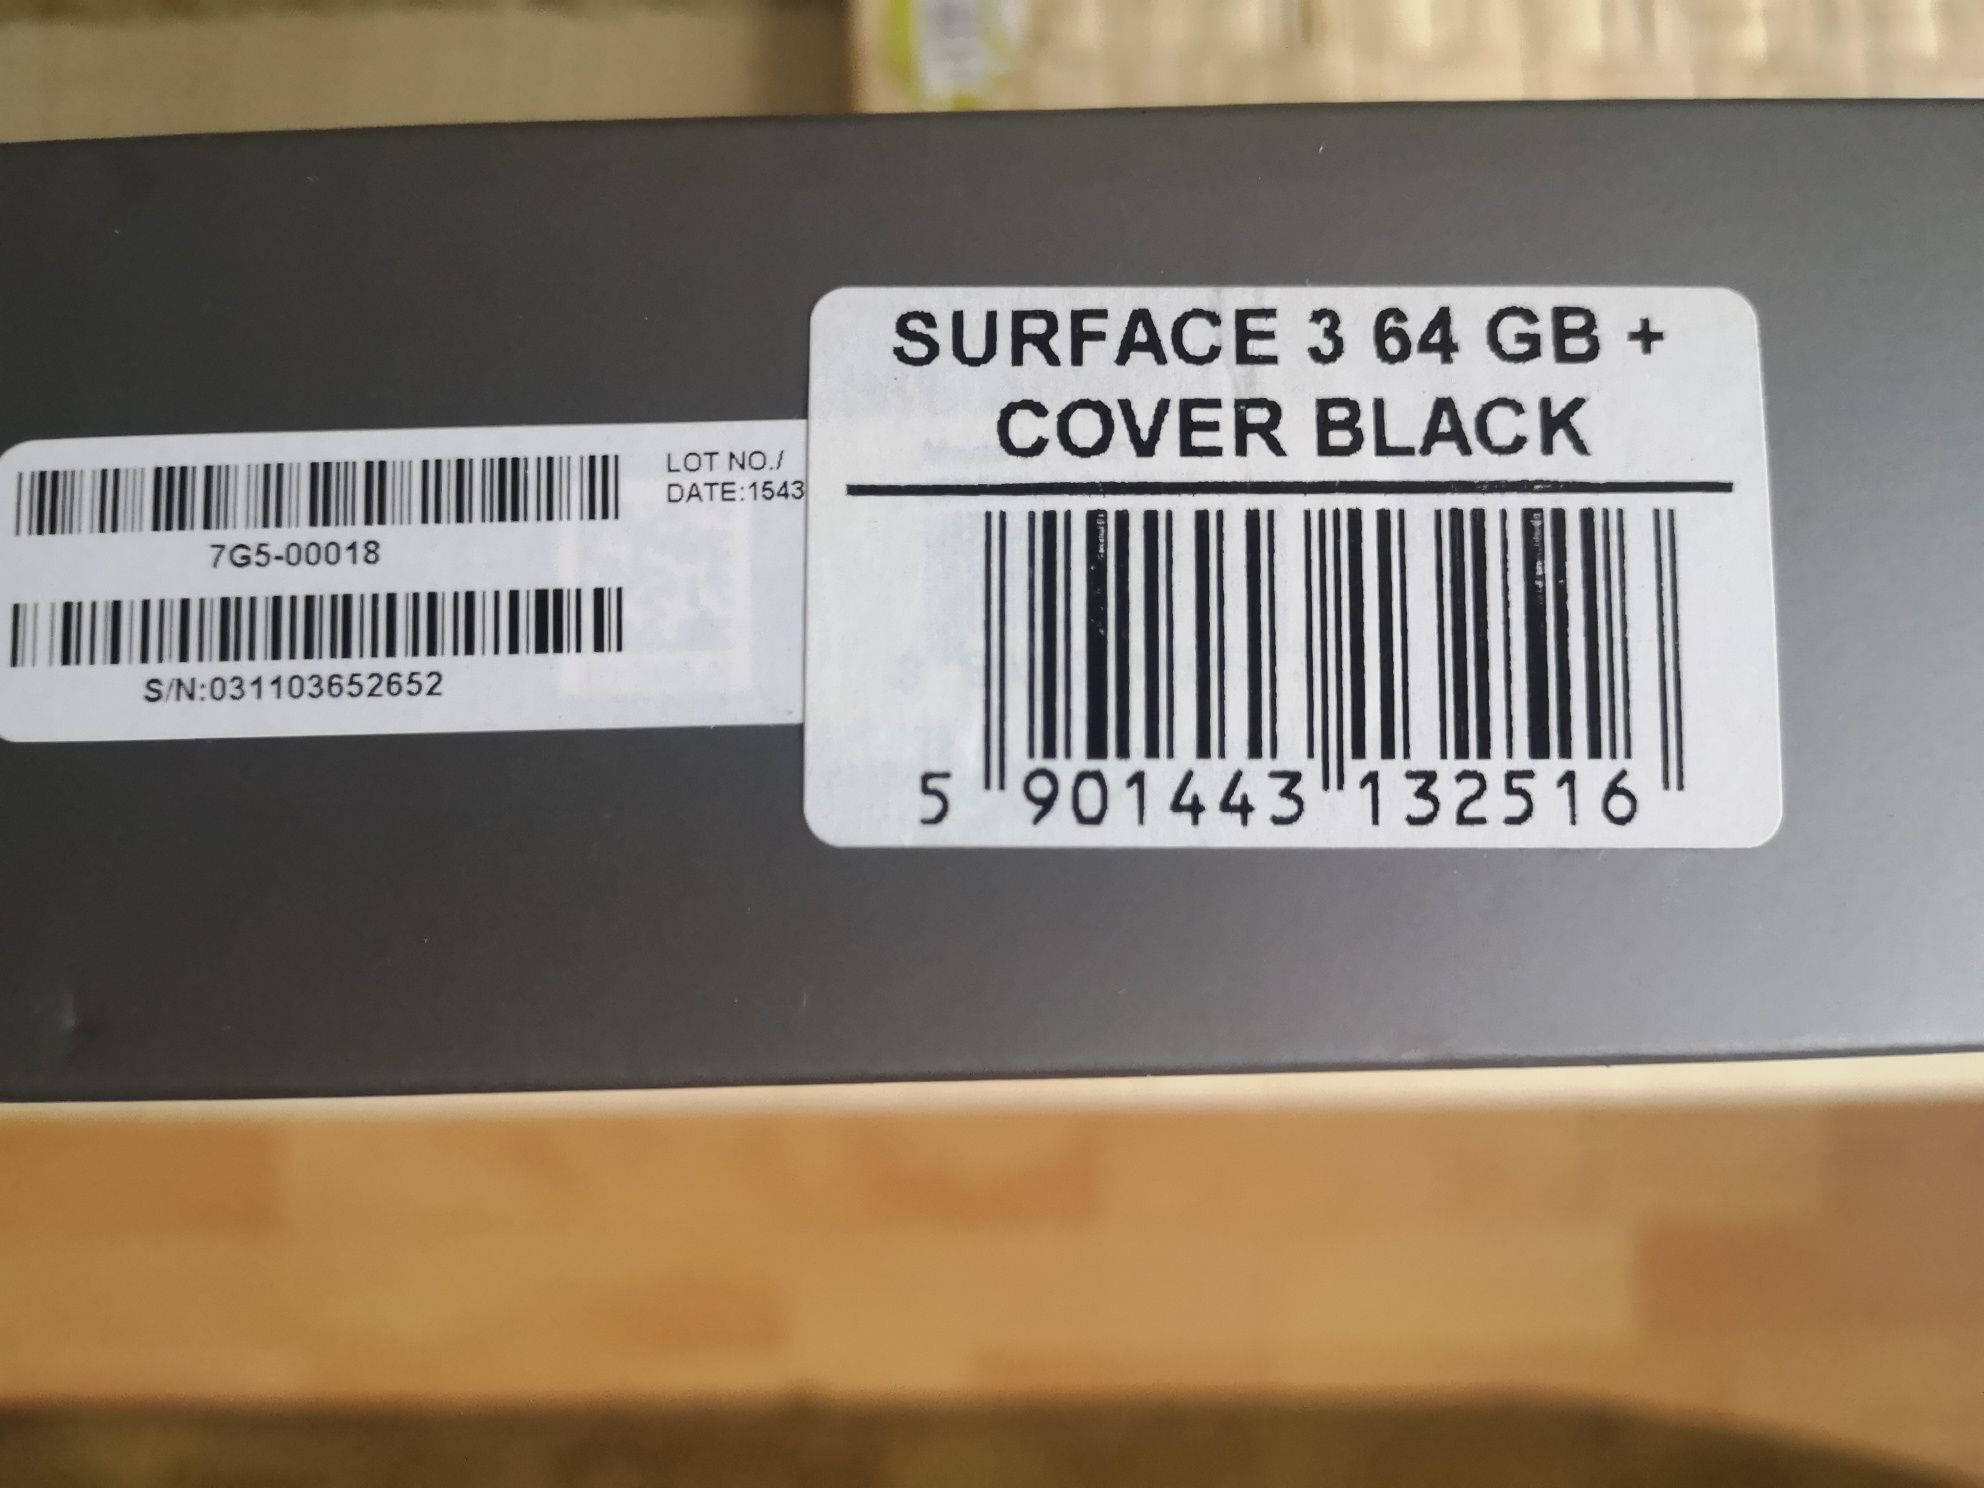 SURFACE 3 64 GB +
COVER BLACK
5 901443 132516
LOT NO./
DATE:1543
7G5-00018
S/N:031103652652